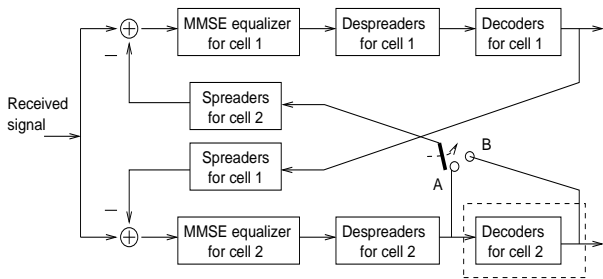 MMSE equalizer
for cell 1
Despreaders
for cell 1
Decoders
for cell 1
Spreaders
for cell 2
Received
signal
Spreaders
for cell 1
A
B
MMSE equalizer
for cell 2
Despreaders
for cell 2
Decoders
for cell 2